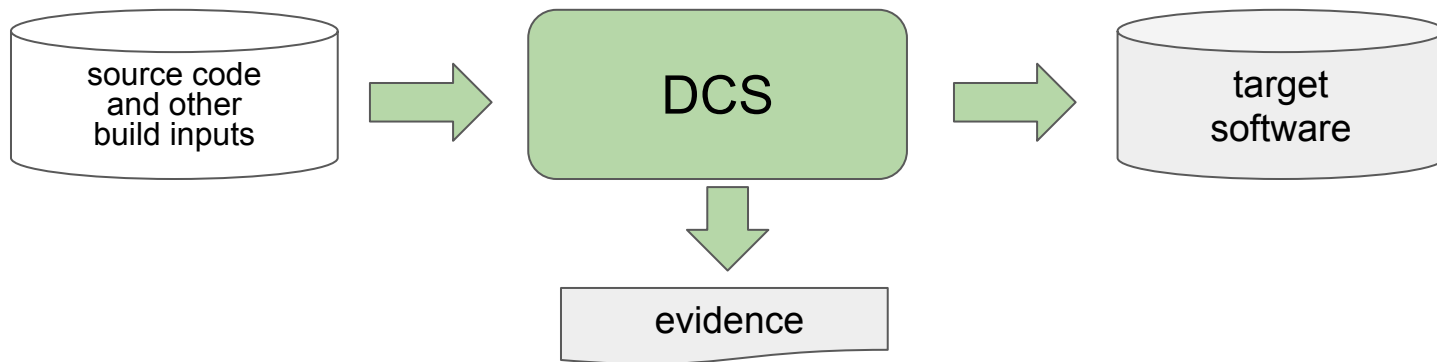 source code
and other
build inputs
DCS
target
software
evidence